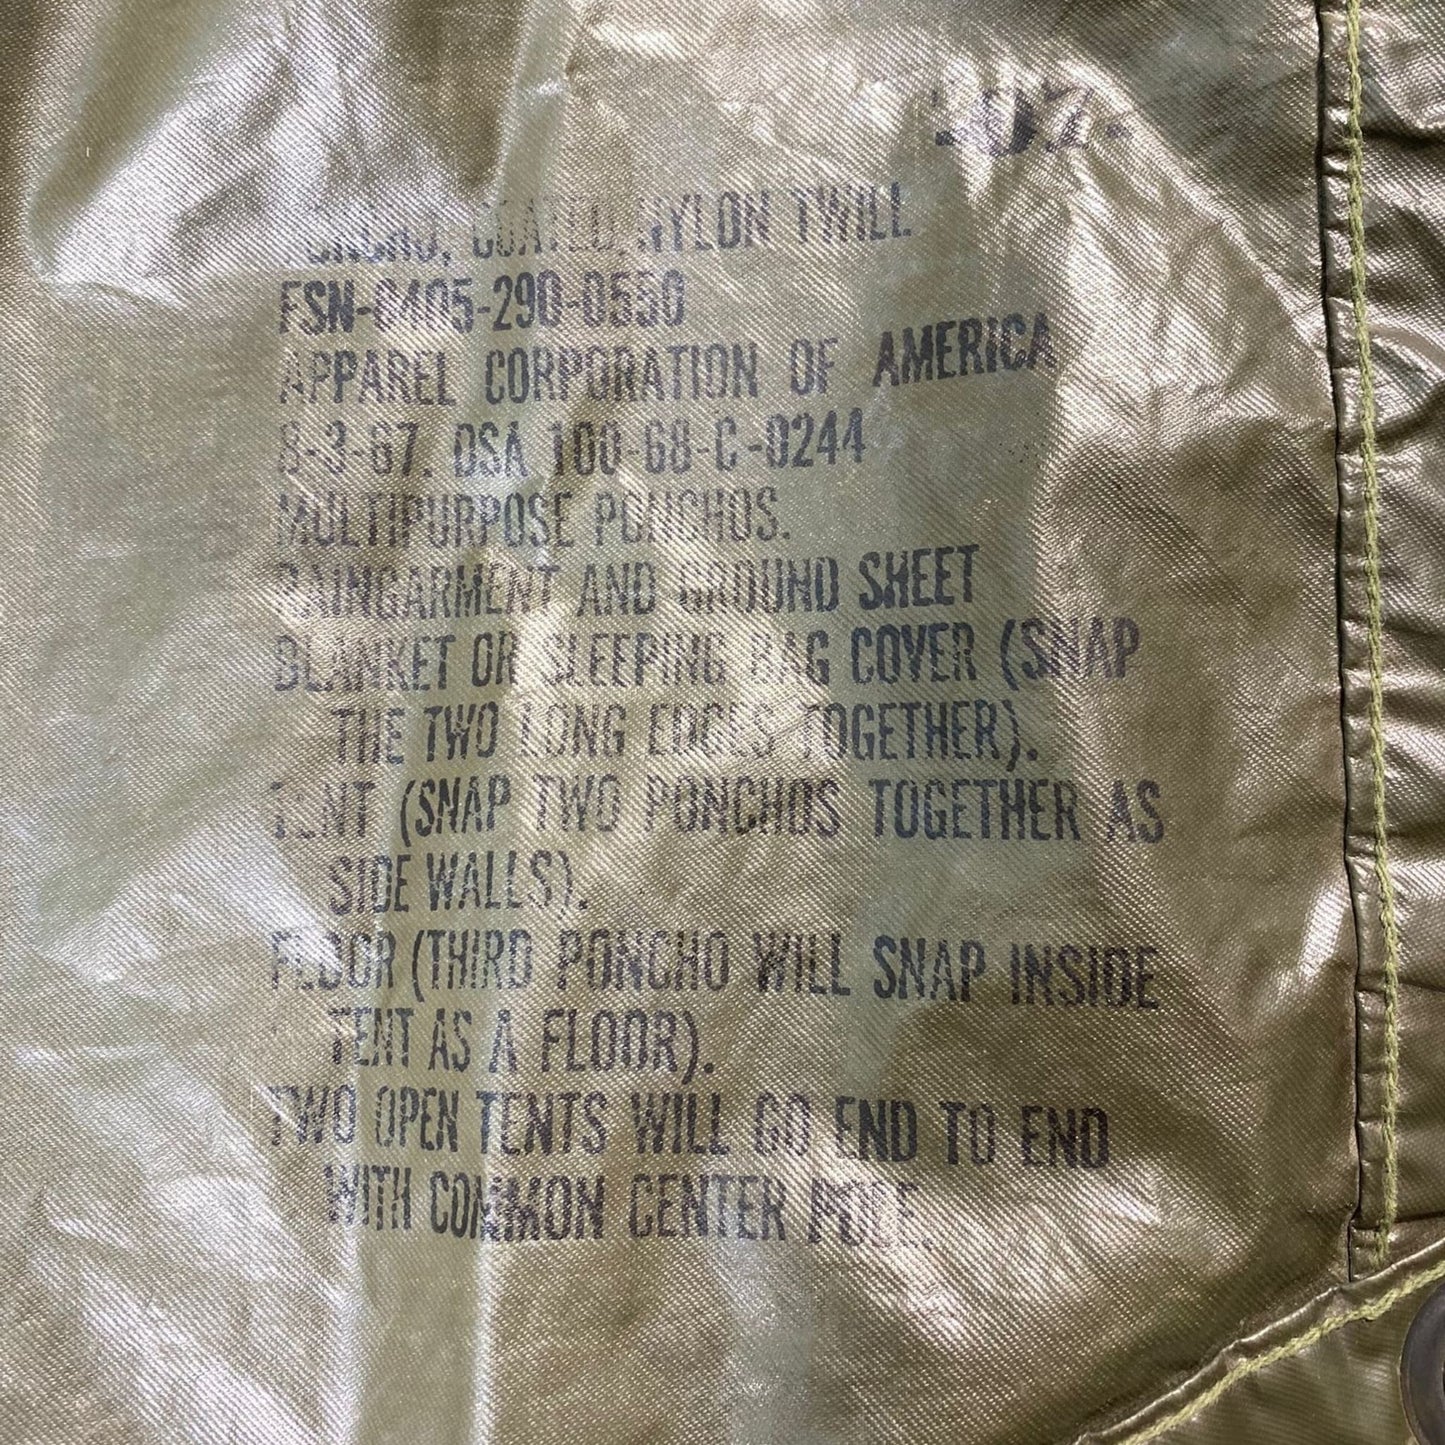 PONCHO, COATED, NYLON TWILL
FSN-8405-290-0550
APPAREL CORPORATION OF AMERICA
8-3-67. DSA 100-68-C-0244
MULTIPURPOSE PONCHOS.
RAINGARMENT AND GROUND SHEET
BLANKET OR SLEEPING BAG COVER (SNAP
THE TWO LONG EDGES TOGETHER).
TENT (SNAP TWO PONCHOS TOGETHER AS
SIDE WALLS).
FLOOR (THIRD PONCHO WILL SNAP INSIDE
TENT AS A FLOOR).
TWO OPEN TENTS WILL GO END TO END
WITH COMMON CENTER POLE.